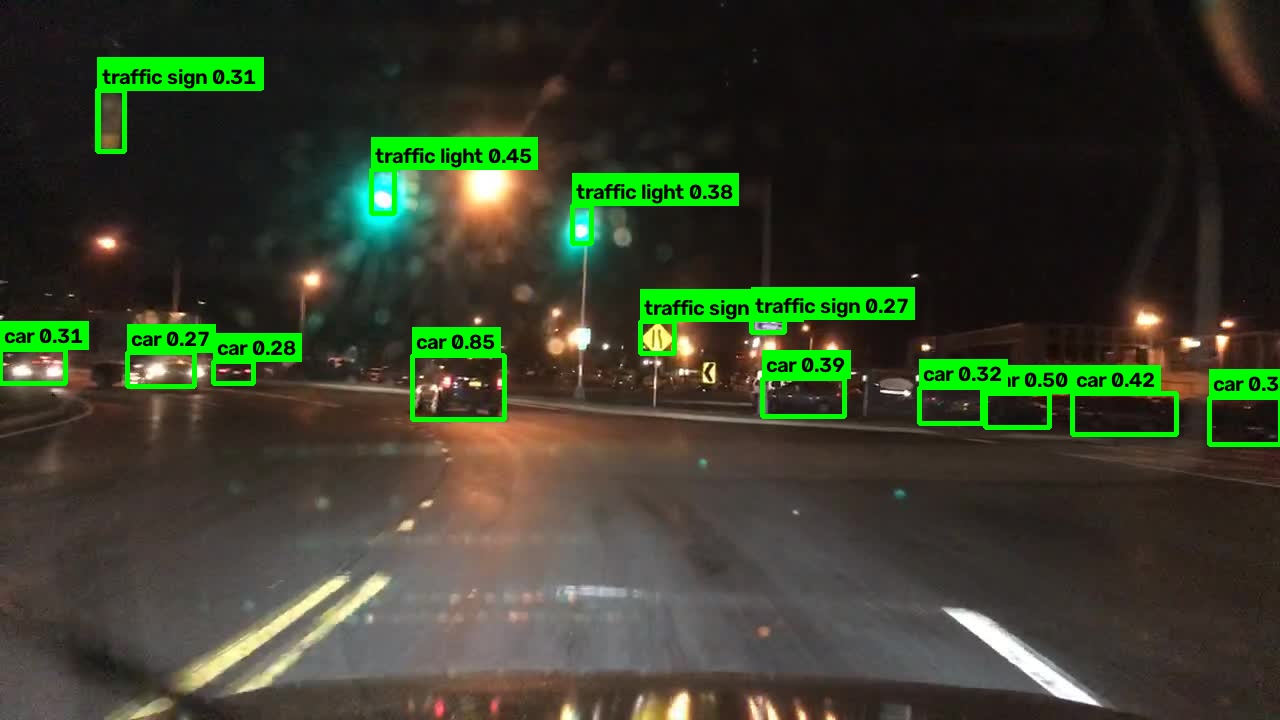 traffic sign 0.31
traffic light 0.45
traffic light 0.38
traffic sign
traffic sign 0.27
car 0.31
car 0.27
car 0.28
car 0.85
car 0.39
car 0.32
r 0.50
car 0.42
car 0.3